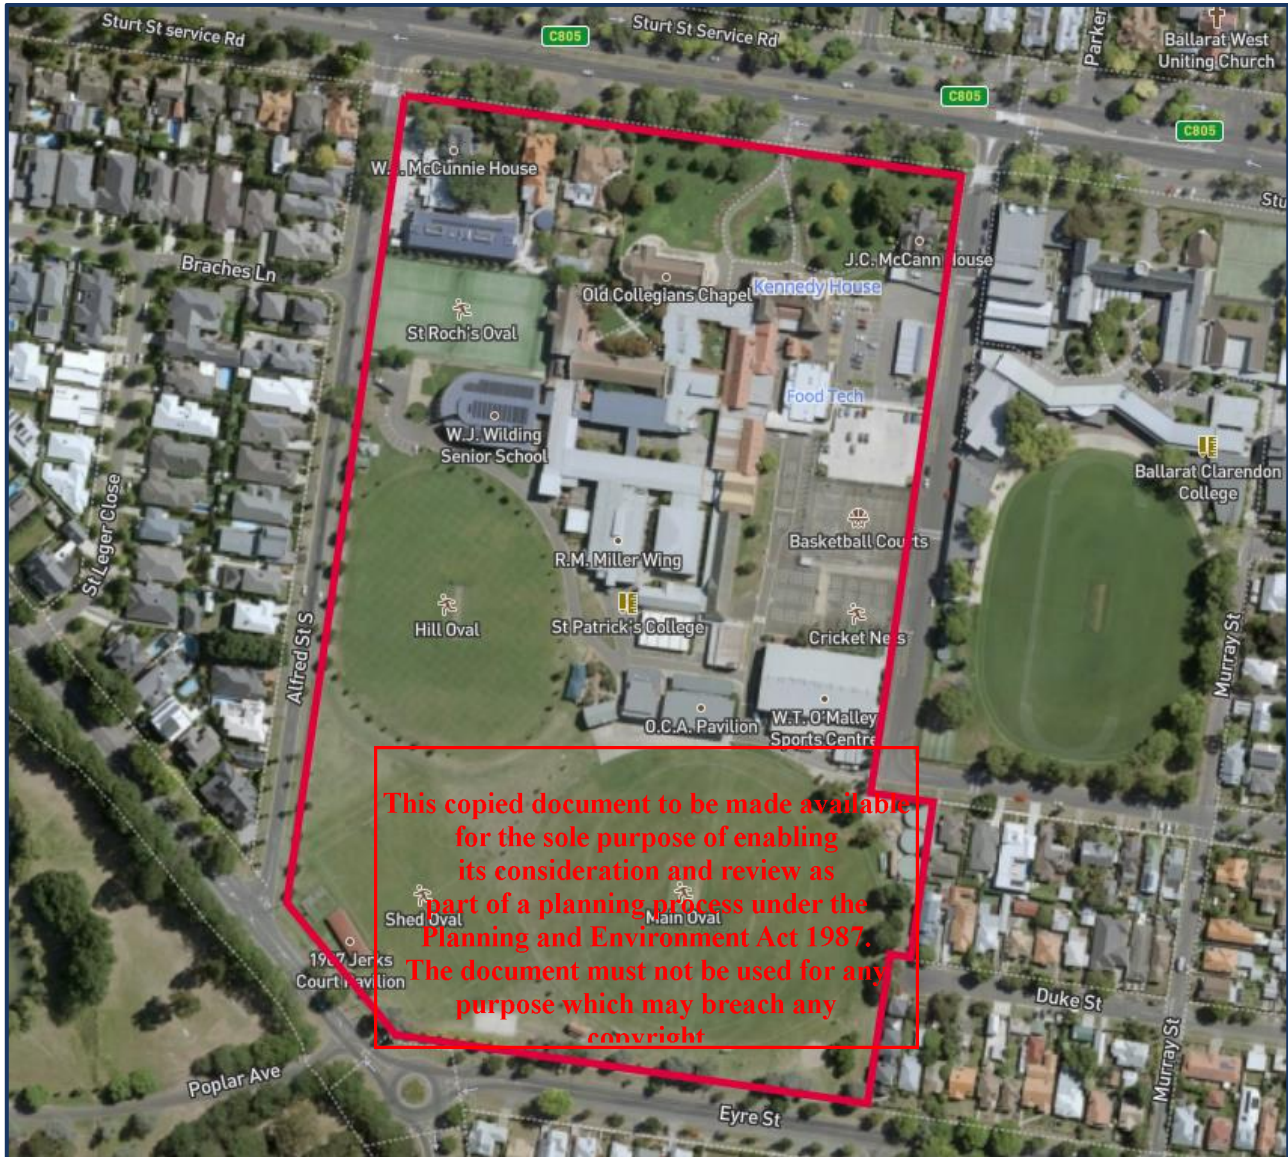 Sturt St service Rd
C805
Sturt St Service Rd
Parker
Ballarat West
Uniting Church
C805
C805
W. McCunnie House
Stu
Braches Ln
J.C. McCann House
Old Collegians Chapel
Kennedy House
St Roch's Oval
Food Tech
W.J. Wilding
Senior School
Ballarat Clarendon
College
St Leger Close
Basketball Courts
R.M. Miller Wing
Hill Oval
St Patrick's College
Cricket Nets
Alfred St S
Murray St
O.C.A. Pavilion
W.T. O'Malley
Sports Centre
This copied document to be made available
for the sole purpose of enabling
its consideration and review as
part of a planning process under the
Planning and Environment Act 1987.
The document must not be used for any
purpose which may breach any
copyright
Shed Oval
Main Oval
1987 Jerks
Court Pavilion
Duke St
Murray St
Poplar Ave
Eyre St